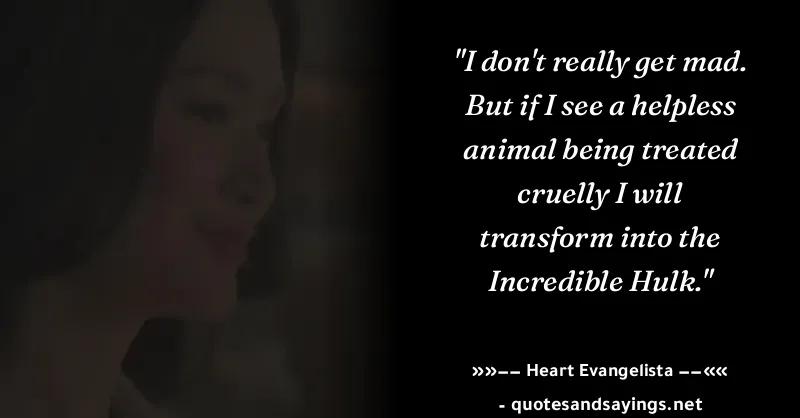 "I don't really get mad.
But if I see a helpless
animal being treated
cruelly I will
transform into the
Incredible Hulk."
»»−− Heart Evangelista −−««
- quotesandsayings.net